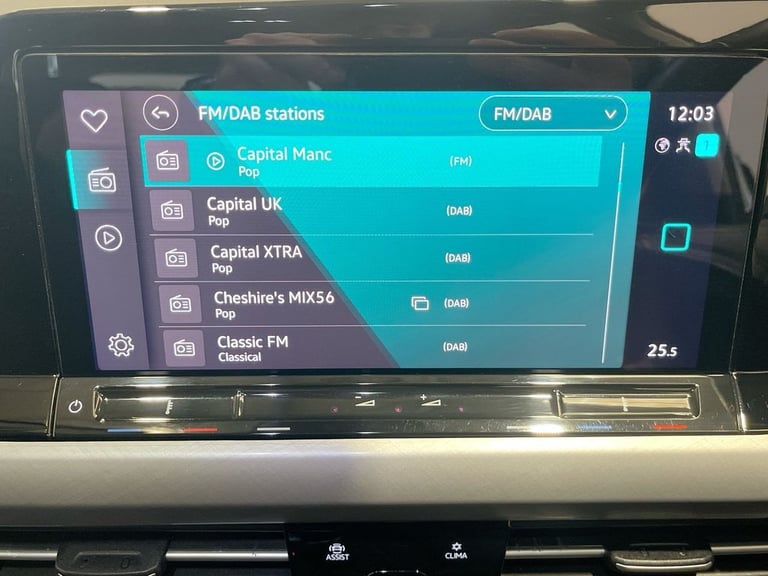 FM/DAB stations
FM/DAB
12:03
Capital Manc
(FM)
Pop
1
Capital UK
(DAB)
Pop
Capital XTRA
(DAB)
Pop
Cheshire's MIX56
(DAB)
Pop
Classic FM
(DAB)
Classical
25.5
- +
ASSIST
CLIMA